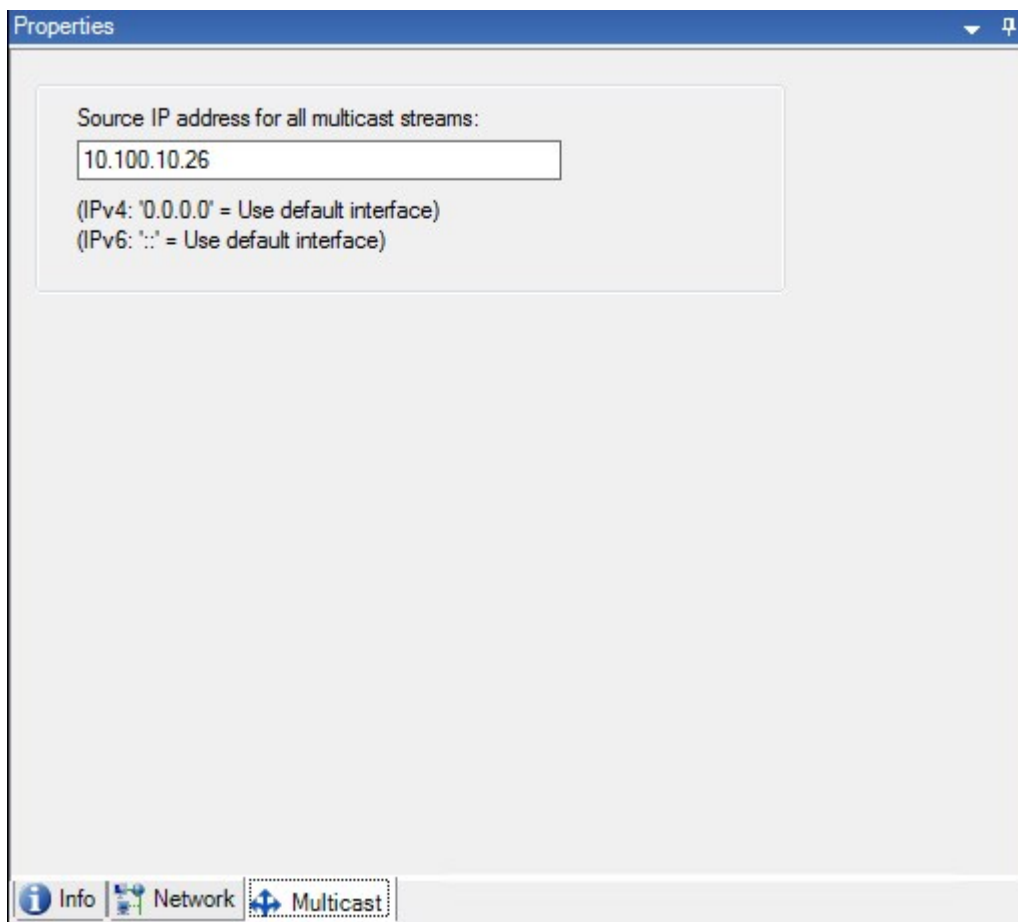 Properties
Source IP address for all multicast streams:
10.100.10.26
(IPv4: '0.0.0.0' = Use default interface)
(IPv6: '::' = Use default interface)
Info Network Multicast